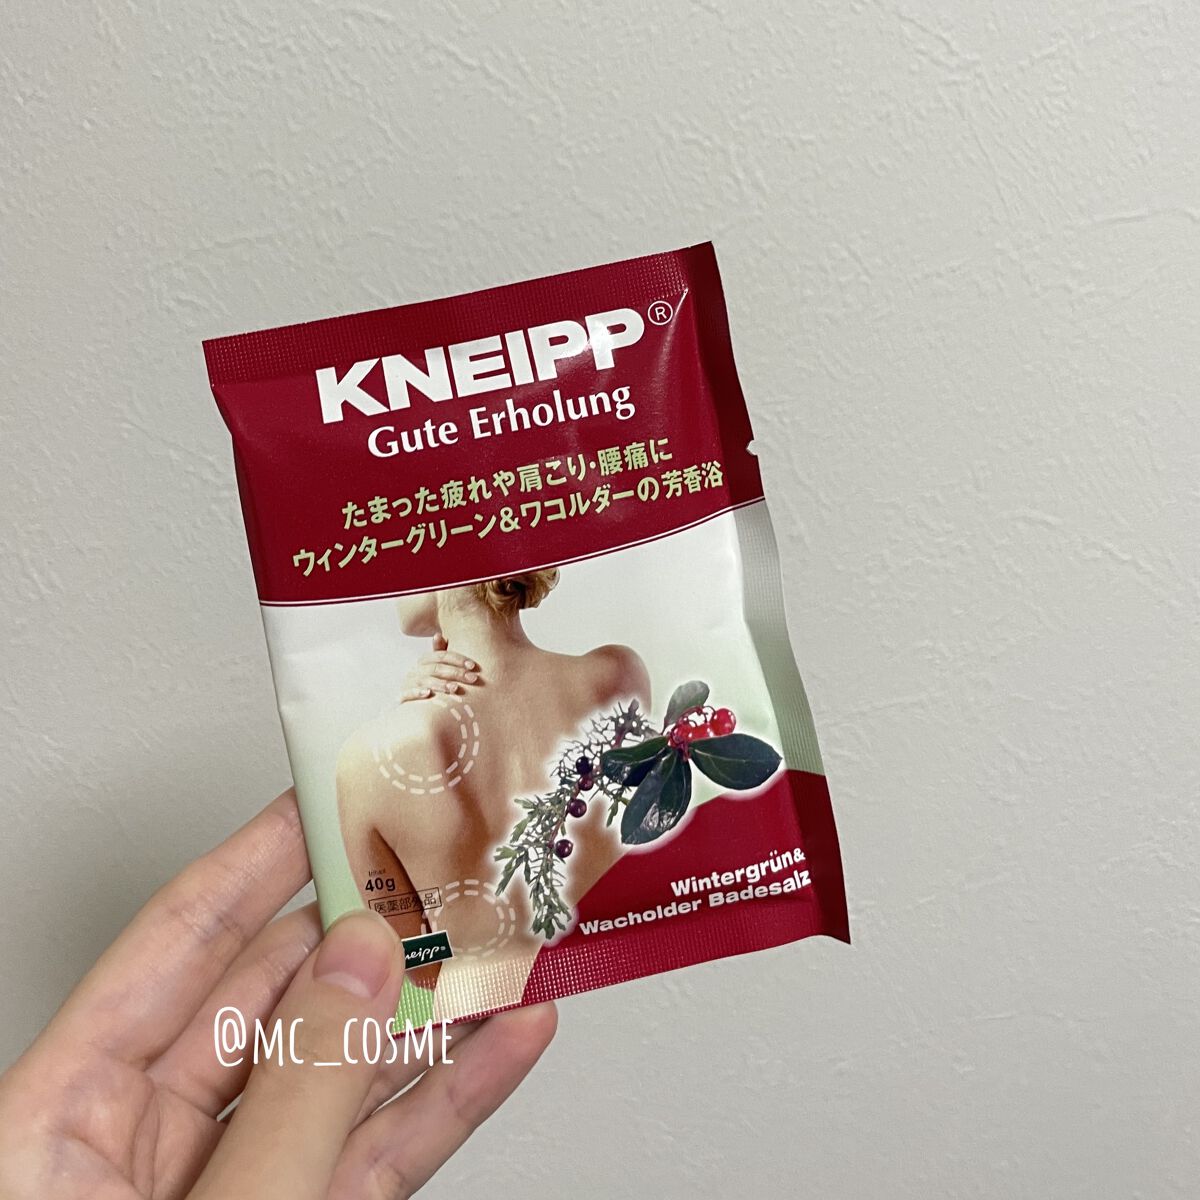 KNEIPP®
Gute Erholung
たまった疲れや肩こり・腰痛に
ウィンターグリーン&ワコルダーの芳香浴
Inhalt
40g
医薬部外品
Wintergrün&
Wacholder Badesalz
@mc_cosme